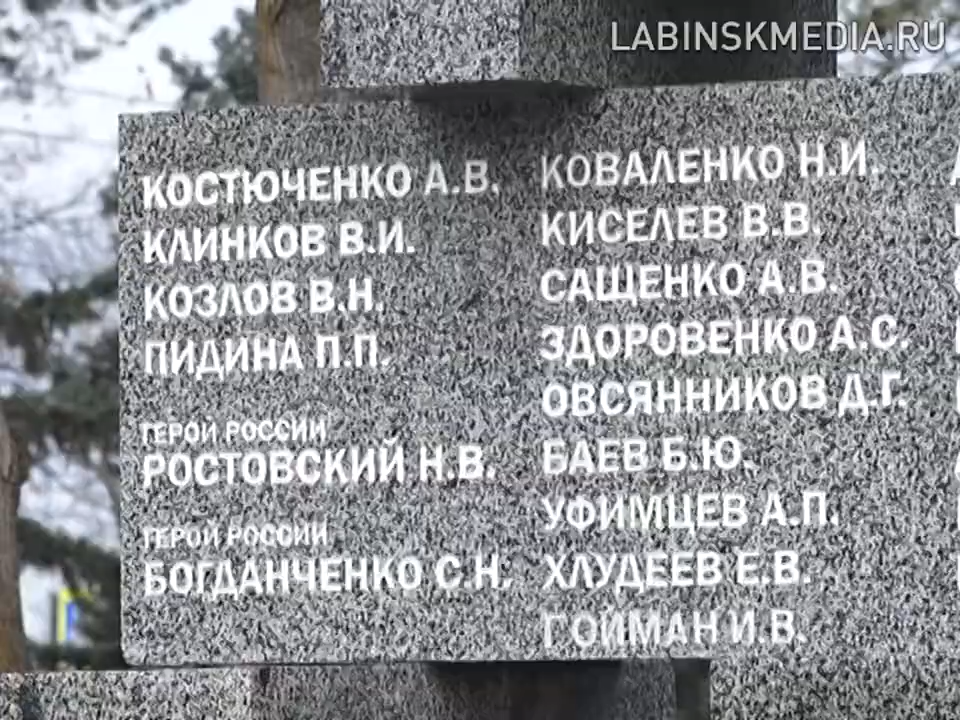 LABINSKMEDIA.RU
КОСТЮЧЕНКО А.В.
КЛИНКОВ В.И.
КОЗЛОВ В.Н.
ПИДИНА П.П.
ГЕРОЙ РОССИИ
РОСТОВСКИЙ Н.В.
ГЕРОЙ РОССИИ
БОГДАНЧЕНКО С.Н.
КОВАЛЕНКО Н.И.
КИСЕЛЕВ В.В.
САЩЕНКО А.В.
ЗДОРОВЕНКО А.С.
ОВСЯННИКОВ Д.Г.
БАЕВ Б.Ю.
УФИМЦЕВ А.П.
ХЛУДЕЕВ Е.В.
ГОЙМАН И.В.